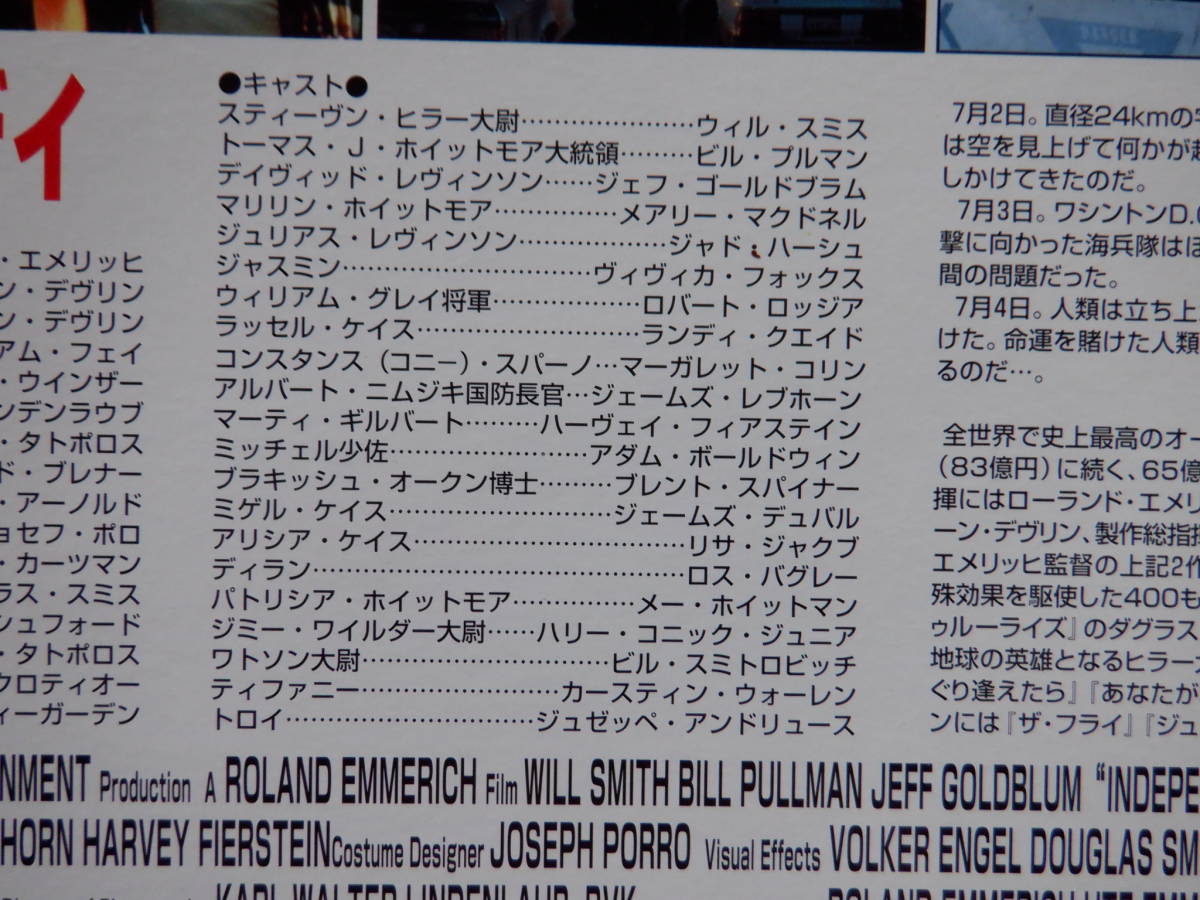 ディ
・エメリッヒ
ン・デヴリン
ン・デヴリン
アム・フェイ
・ウインザー
ンデンラウブ
・タトポロス
ド・ブレナー
・アーノルド
ョセフ・ポロ
・カーツマン
ラス・スミス
シュフォード
・タトポロス
クロティオー
ィーガーデン
●キャスト●
スティーヴン・ヒラー大尉…………………ウィル・スミス
トーマス・J・ホイットモア大統領………ビル・プルマン
デイヴィッド・レヴィンソン……ジェフ・ゴールドブラム
マリリン・ホイットモア……………メアリー・マクドネル
ジュリアス・レヴィンソン………………ジャド・ハーシュ
ジャスミン…………………………ヴィヴィカ・フォックス
ウィリアム・グレイ将軍………………ロバート・ロッジア
ラッセル・ケイス………………………ランディ・クエイド
コンスタンス（コニー）・スパーノ…マーガレット・コリン
アルバート・ニムジキ国防長官…ジェームズ・レブホーン
マーティ・ギルバート………ハーヴェイ・フィアステイン
ミッチェル少佐……………………アダム・ボールドウィン
ブラキッシュ・オークン博士………ブレント・スパイナー
ミゲル・ケイス………………………ジェームズ・デュバル
アリシア・ケイス……………………………リサ・ジャクブ
ディラン………………………………………ロス・バグレー
パトリシア・ホイットモア……………メー・ホイットマン
ジミー・ワイルダー大尉……ハリー・コニック・ジュニア
ワトソン大尉…………………………ビル・スミトロビッチ
ティファニー……………………カースティン・ウォーレン
トロイ…………………………ジュゼッペ・アンドリュース
7月2日。直径24kmの
は空を見上げて何かが
しかけてきたのだ。
7月3日。ワシントンD.
撃に向かった海兵隊はほ
間の問題だった。
7月4日。人類は立ち上
けた。命運を賭けた人類
るのだ…。
全世界で史上最高のオー
（83億円）に続く、65億
揮にはローランド・エメリ
ーン・デヴリン、製作総指揮
エメリッヒ監督の上記2作
殊効果を駆使した400も
ゥルーライズ』のダグラス
地球の英雄となるヒラー
ぐり逢えたら』『あなたが
ンには『ザ・フライ』『ジュ
NMENT Production A ROLAND EMMERICH Film WILL SMITH BILL PULLMAN JEFF GOLDBLUM “INDEPE
HORN HARVEY FIERSTEIN Costume Designer JOSEPH PORRO Visual Effects VOLKER ENGEL DOUGLAS SM
KARL WALTER LINDENLAUB, BVK ROLAND EMMERICH UTE EMME